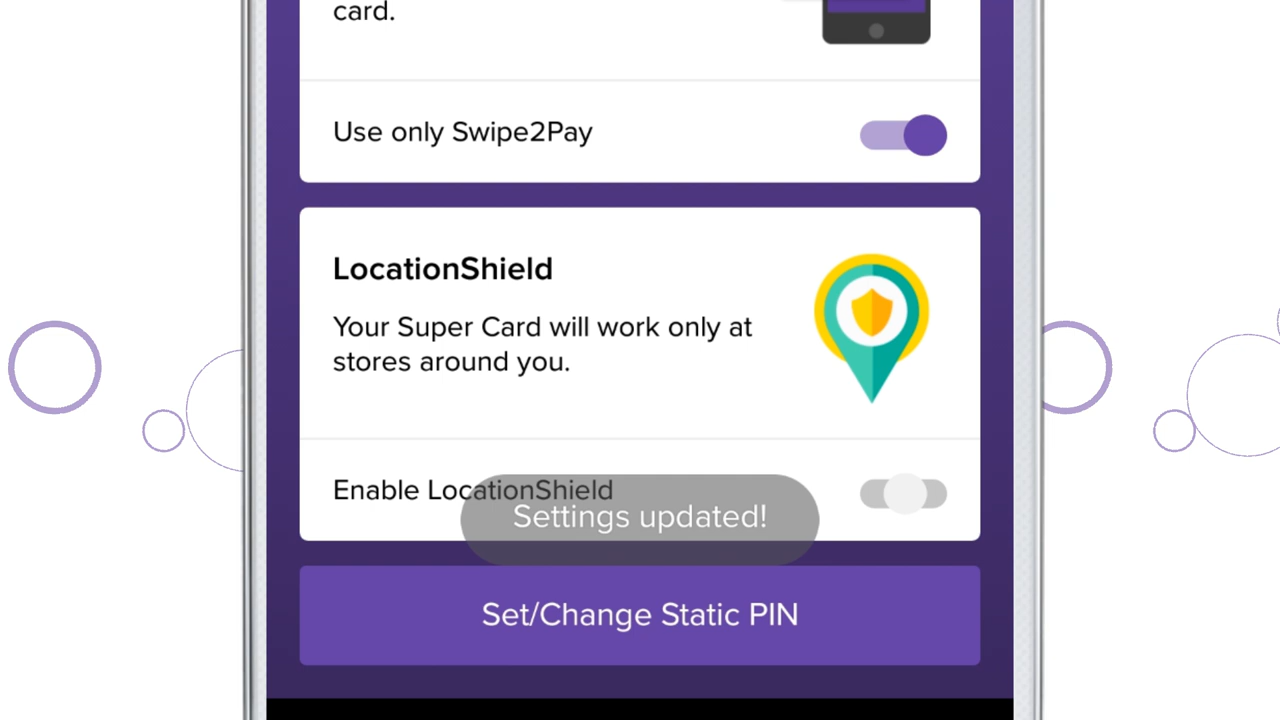 card.
Use only Swipe2Pay
LocationShield
Your Super Card will work only at
stores around you.
Enable LocationShield
Settings updated!
Set/Change Static PIN